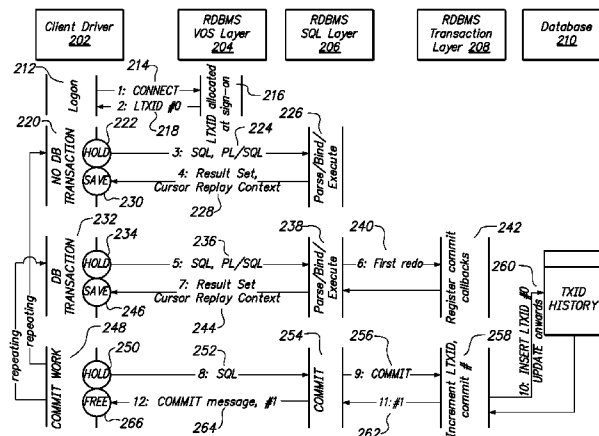 Client Driver
202
RDBMS
VOS
Layer 204
RDBMS
SQL Layer
206
RDBMS
Transaction
Layer 208
Database
210
212
Logon
214
1: CONNECT
2: LTXID #0
218
LTXID allocated
at sign-on
216
220
NO DB
TRANSACTION
222
HOLD
224
3: SQL, PL/SQL
226
Parse/Bind/
Execute
SAVE
230
4: Result Set,
Cursor Replay Context
228
232
DB
TRANSACTION
234
HOLD
236
5: SQL, PL/SQL
238
Parse/Bind/
Execute
240
6: First redo
242
Register commit
callbacks
SAVE
246
7: Result Set
Cursor Replay Context
244
260
10: INSERT LTXID #0
UPDATE onwards
TXID
HISTORY
repeating
repeating
248
COMMIT WORK
250
HOLD
252
8: SQL
254
COMMIT
256
9: COMMIT
258
Increment LTXID,
commit #
FREE
266
12: COMMIT message, #1
264
11:#1
262